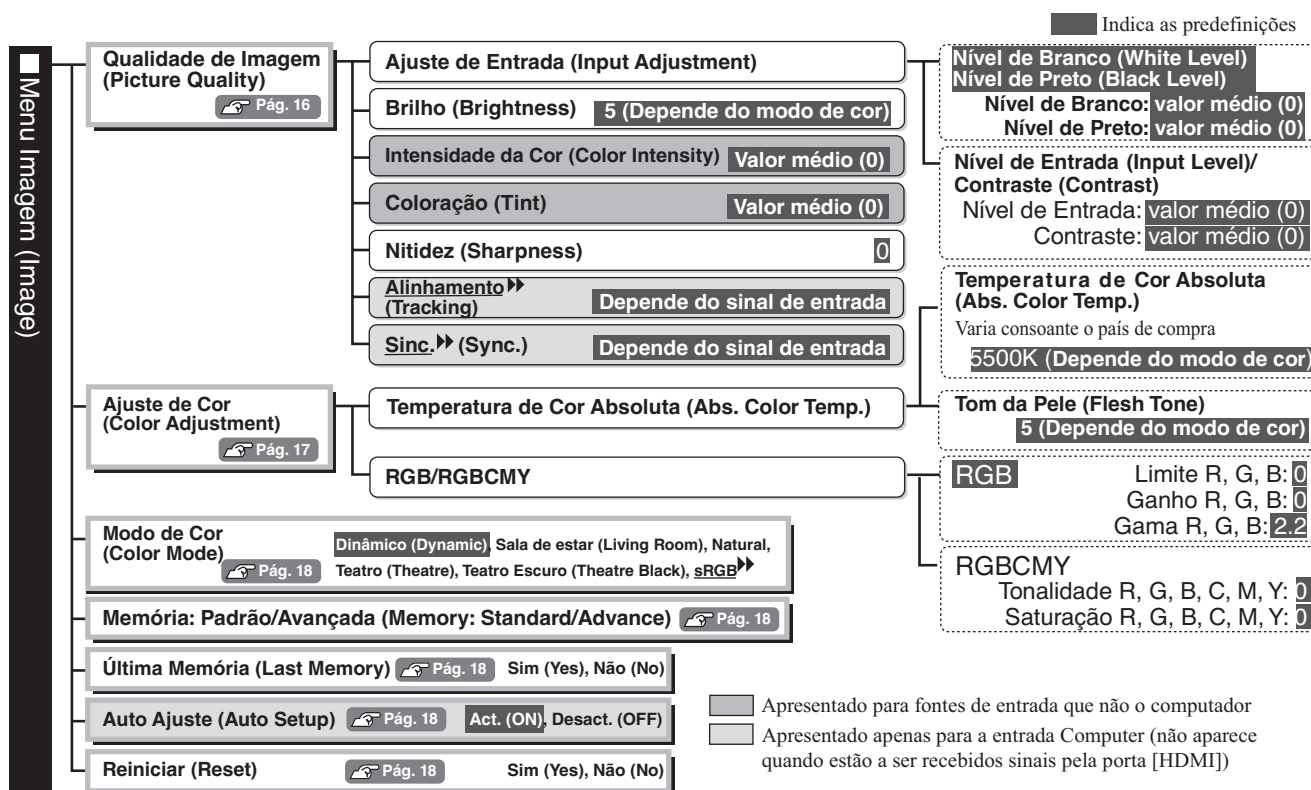 Indica as predefinições
Menu Imagem (Image)
Qualidade de Imagem
(Picture Quality)
Pág. 16
Ajuste de Entrada (Input Adjustment)
Brilho (Brightness) 5 (Depende do modo de cor)
Intensidade da Cor (Color Intensity) Valor médio (0)
Coloração (Tint) Valor médio (0)
Nitidez (Sharpness) 0
Alinhamento
(Tracking) Depende do sinal de entrada
Sinc. (Sync.) Depende do sinal de entrada
Nível de Branco (White Level)
Nível de Preto (Black Level)
Nível de Branco: valor médio (0)
Nível de Preto: valor médio (0)
Nível de Entrada (Input Level)/
Contraste (Contrast)
Nível de Entrada: valor médio (0)
Contraste: valor médio (0)
Ajuste de Cor
(Color Adjustment)
Pág. 17
Temperatura de Cor Absoluta (Abs. Color Temp.)
RGB/RGBCMY
Temperatura de Cor Absoluta
(Abs. Color Temp.)
Varia consoante o país de compra
5500K (Depende do modo de cor)
Tom da Pele (Flesh Tone)
5 (Depende do modo de cor)
RGB Limite R, G, B: 0
Ganho R, G, B: 0
Gama R, G, B: 2.2
RGBCMY
Tonalidade R, G, B, C, M, Y: 0
Saturação R, G, B, C, M, Y: 0
Modo de Cor
(Color Mode)
Pág. 18
Dinâmico (Dynamic), Sala de estar (Living Room), Natural,
Teatro (Theatre), Teatro Escuro (Theatre Black), sRGB
Memória: Padrão/Avançada (Memory: Standard/Advance) Pág. 18
Última Memória (Last Memory) Pág. 18 Sim (Yes), Não (No)
Auto Ajuste (Auto Setup) Pág. 18 Act. (ON), Desact. (OFF)
Reiniciar (Reset) Pág. 18 Sim (Yes), Não (No)
Apresentado para fontes de entrada que não o computador
Apresentado apenas para a entrada Computer (não aparece
quando estão a ser recebidos sinais pela porta [HDMI])